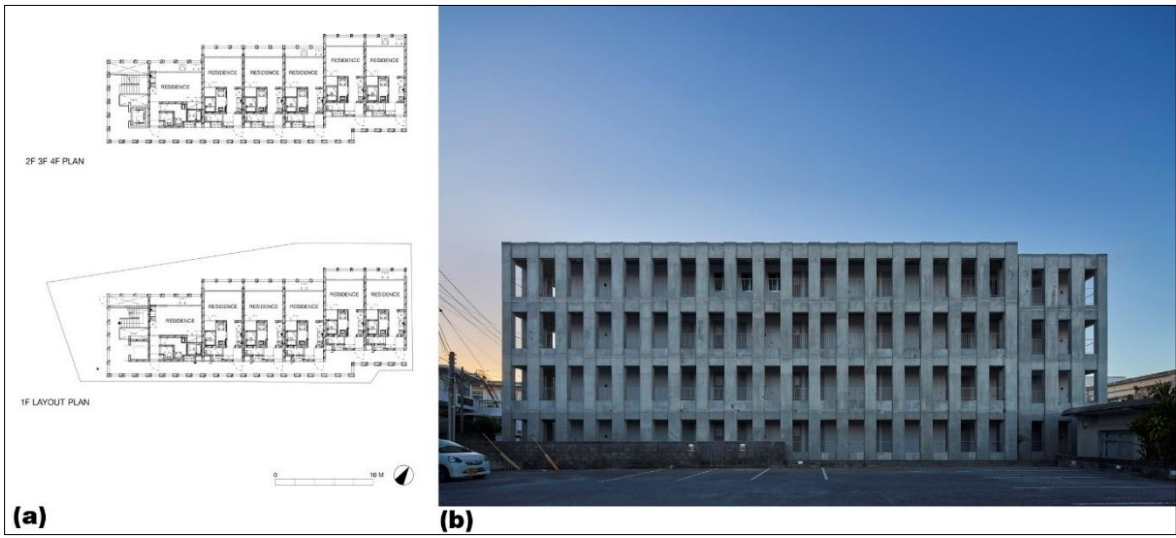 RESIDENCE RESIDENCE
RESIDENCE RESIDENCE RESIDENCE
RESIDENCE
2F 3F 4F PLAN
RESIDENCE RESIDENCE
RESIDENCE RESIDENCE RESIDENCE
RESIDENCE
1F LAYOUT PLAN
0 10 M
(a)
(b)